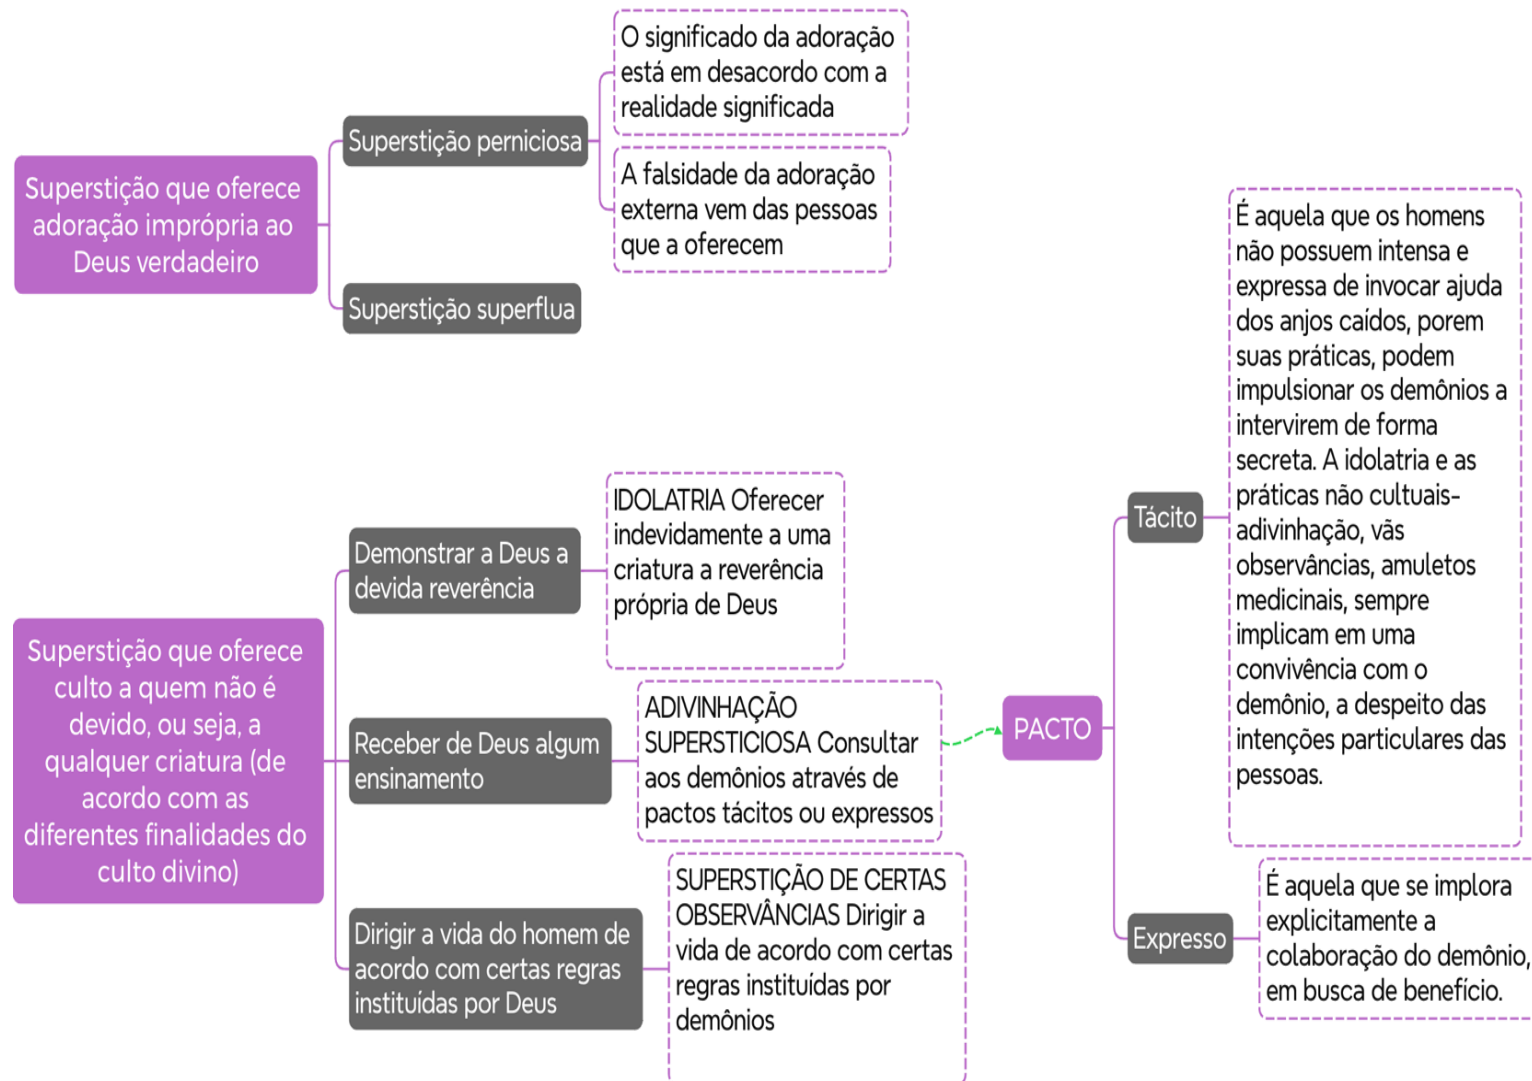 O significado da adoração
está em desacordo com a
realidade significada
Superstição perniciosa
A falsidade da adoração
externa vem das pessoas
que a oferecem
Superstição que oferece
adoração imprópria ao
Deus verdadeiro
Superstição superflua
É aquela que os homens
não possuem intensa e
expressa de invocar ajuda
dos anjos caídos, porem
suas práticas, podem
impulsionar os demônios a
intervirem de forma
secreta. A idolatria e as
práticas não cultuais-
adivinhação, vãs
observâncias, amuletos
medicinais, sempre
implicam em uma
convivência com o
demônio, a despeito das
intenções particulares das
pessoas.
Tácito
IDOLATRIA Oferecer
indevidamente a uma
criatura a reverência
própria de Deus
Demonstrar a Deus a
devida reverência
Superstição que oferece
culto a quem não é
devido, ou seja, a
qualquer criatura (de
acordo com as
diferentes finalidades do
culto divino)
Receber de Deus algum
ensinamento
ADIVINHAÇÃO
SUPERSTICIOSA Consultar
aos demônios através de
pactos tácitos ou expressos
PACTO
Dirigir a vida do homem de
acordo com certas regras
instituídas por Deus
SUPERSTIÇÃO DE CERTAS
OBSERVÂNCIAS Dirigir a
vida de acordo com certas
regras instituídas por
demônios
Expresso
É aquela que se implora
explicitamente a
colaboração do demônio,
em busca de benefício.